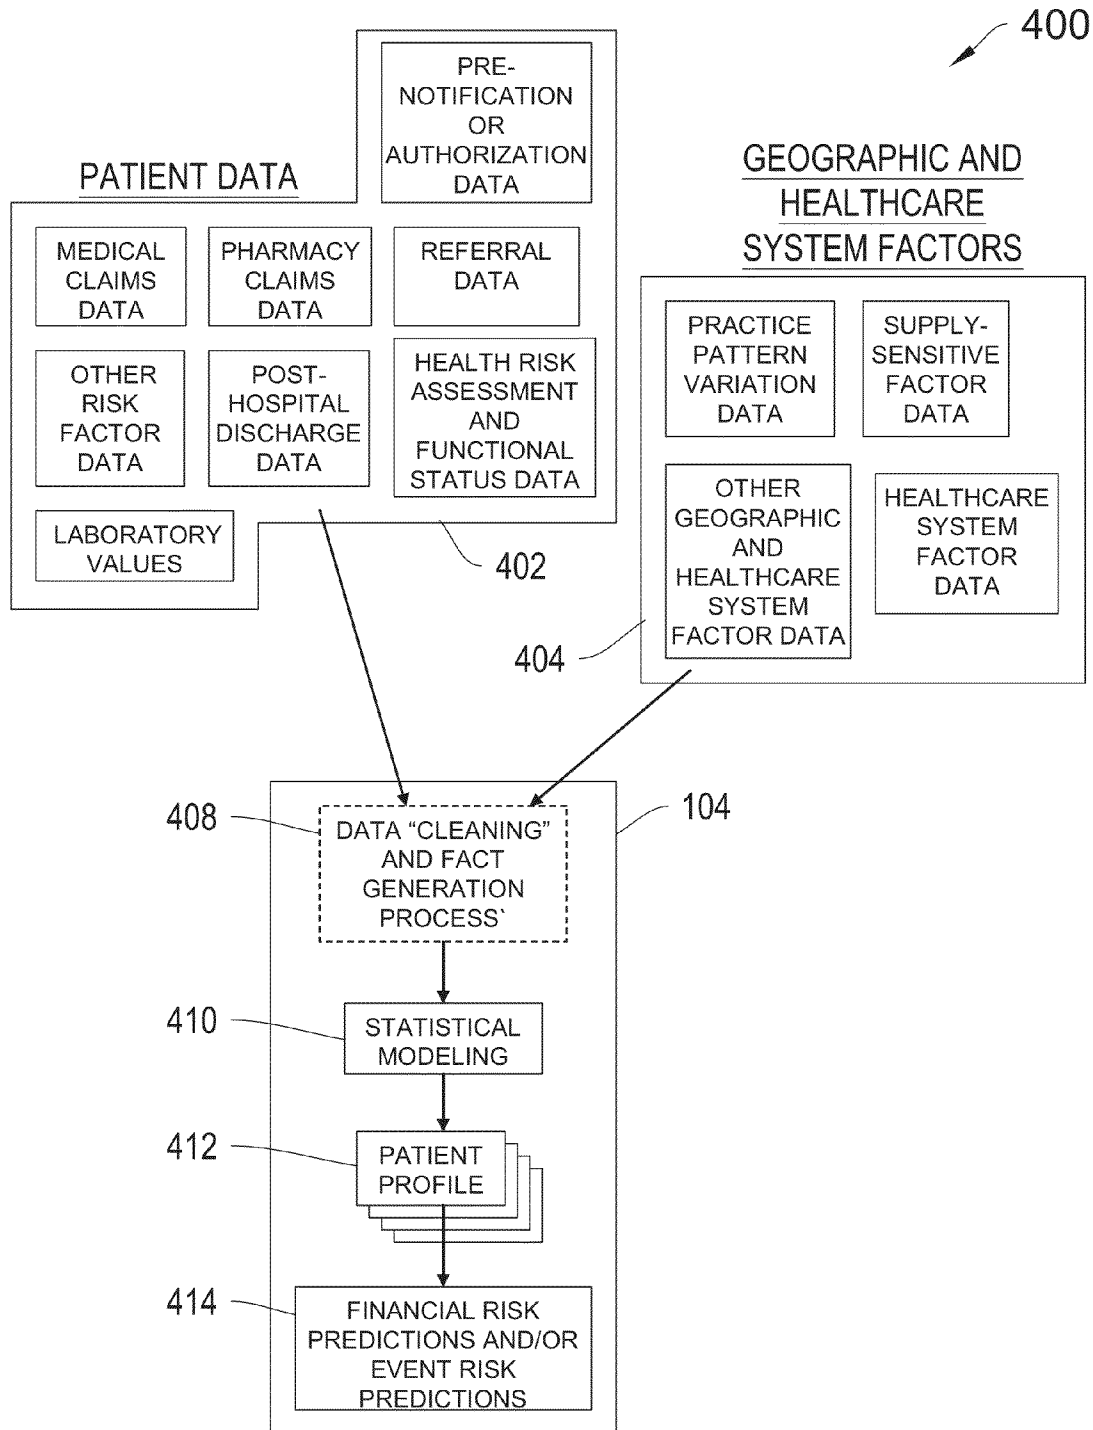 400
PRE-
NOTIFICATION
OR
AUTHORIZATION
DATA
PATIENT DATA
MEDICAL
CLAIMS
DATA
PHARMACY
CLAIMS
DATA
REFERRAL
DATA
OTHER
RISK
FACTOR
DATA
POST-
HOSPITAL
DISCHARGE
DATA
HEALTH RISK
ASSESSMENT
AND
FUNCTIONAL
STATUS DATA
LABORATORY
VALUES
402
GEOGRAPHIC AND
HEALTHCARE
SYSTEM FACTORS
PRACTICE
PATTERN
VARIATION
DATA
SUPPLY-
SENSITIVE
FACTOR
DATA
OTHER
GEOGRAPHIC
AND
HEALTHCARE
SYSTEM
FACTOR DATA
HEALTHCARE
SYSTEM
FACTOR
DATA
404
104
408
DATA “CLEANING”
AND FACT
GENERATION
PROCESS`
410
STATISTICAL
MODELING
412
PATIENT
PROFILE
414
FINANCIAL RISK
PREDICTIONS AND/OR
EVENT RISK
PREDICTIONS